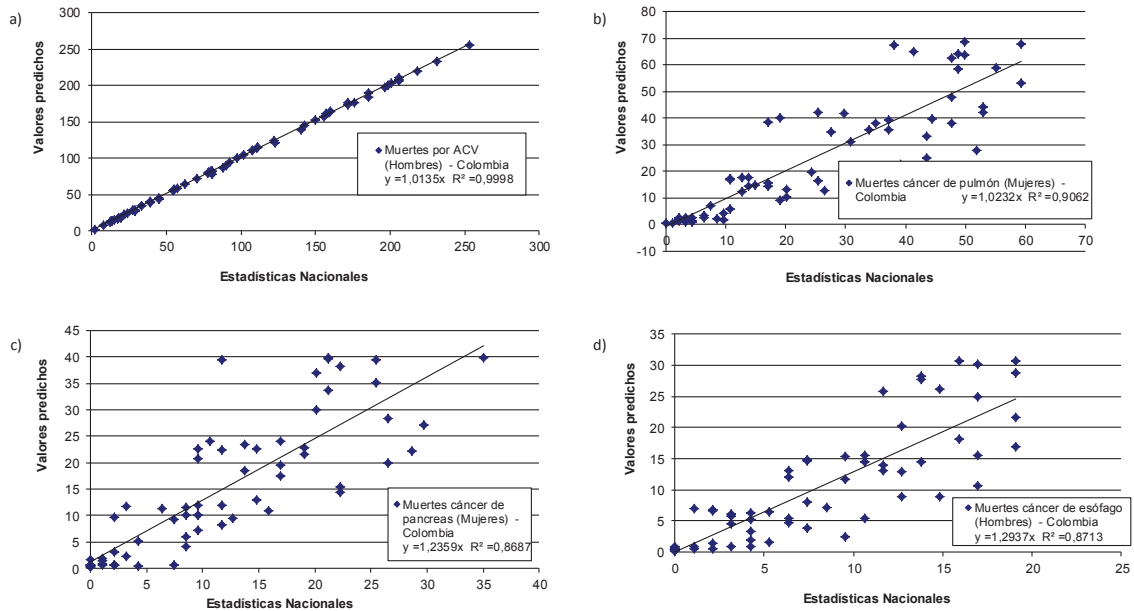 a)
Valores predichos
300
250
200
150
100
50
0
0 50 100 150 200 250 300
Estadísticas Nacionales
Muertes por ACV
(Hombres) - Colombia
y =1,0135x R² =0,9998
b)
Valores predichos
80
70
60
50
40
30
20
10
0
-10
0 10 20 30 40 50 60 70
Estadísticas Nacionales
Muertes cáncer de pulmón (Mujeres) -
Colombia y =1,0232x R² =0,9062
c)
Valores predichos
45
40
35
30
25
20
15
10
5
0
0 5 10 15 20 25 30 35 40
Estadísticas Nacionales
Muertes cáncer de
pancreas (Mujeres) -
Colombia
y =1,2359x R² =0,8687
d)
Valores predichos
35
30
25
20
15
10
5
0
0 5 10 15 20 25
Estadísticas Nacionales
Muertes cáncer de esófago
(Hombres) - Colombia
y =1,2937x R² =0,8713